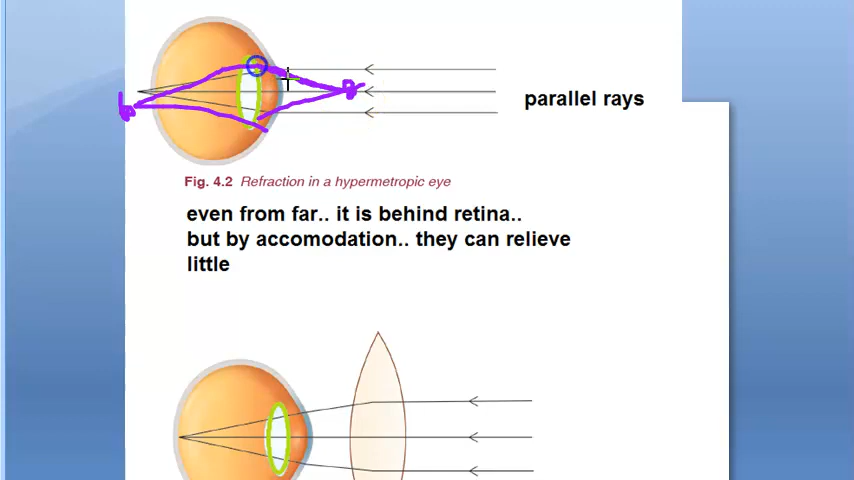 parallel rays
Fig. 4.2 Refraction in a hypermetropic eye
even from far.. it is behind retina..
but by accomodation.. they can relieve
little